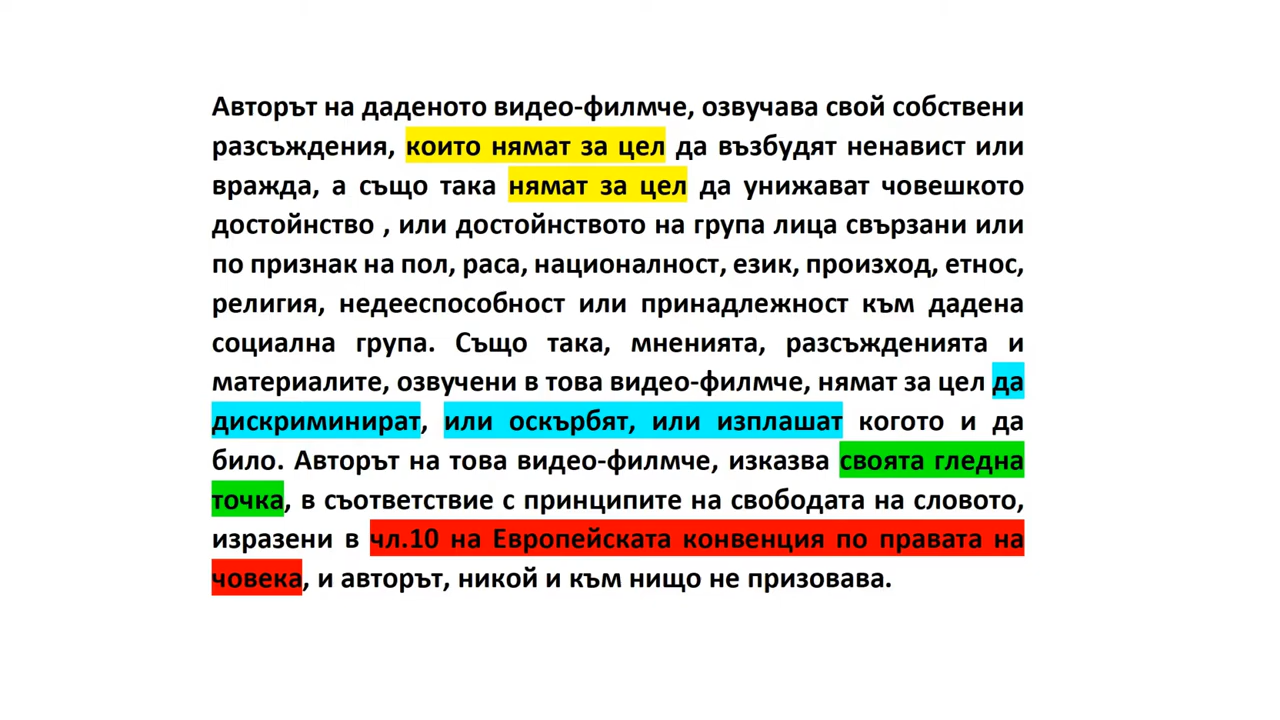 Авторът на даденото видео-филмче, озвучава свой собствени
разсъждения, които нямат за цел да възбудят ненавист или
вражда, а също така нямат за цел да унижават човешкото
достойнство , или достойнството на група лица свързани или
по признак на пол, раса, националност, език, произход, етнос,
религия, недееспособност или принадлежност към дадена
социална група. Също така, мненията, разсъжденията и
материалите, озвучени в това видео-филмче, нямат за цел да
дискриминират, или оскърбят, или изплашат когото и да
било. Авторът на това видео-филмче, изказва своята гледна
точка, в съответствие с принципите на свободата на словото,
изразени в чл.10 на Европейската конвенция по правата на
човека, и авторът, никой и към нищо не призовава.